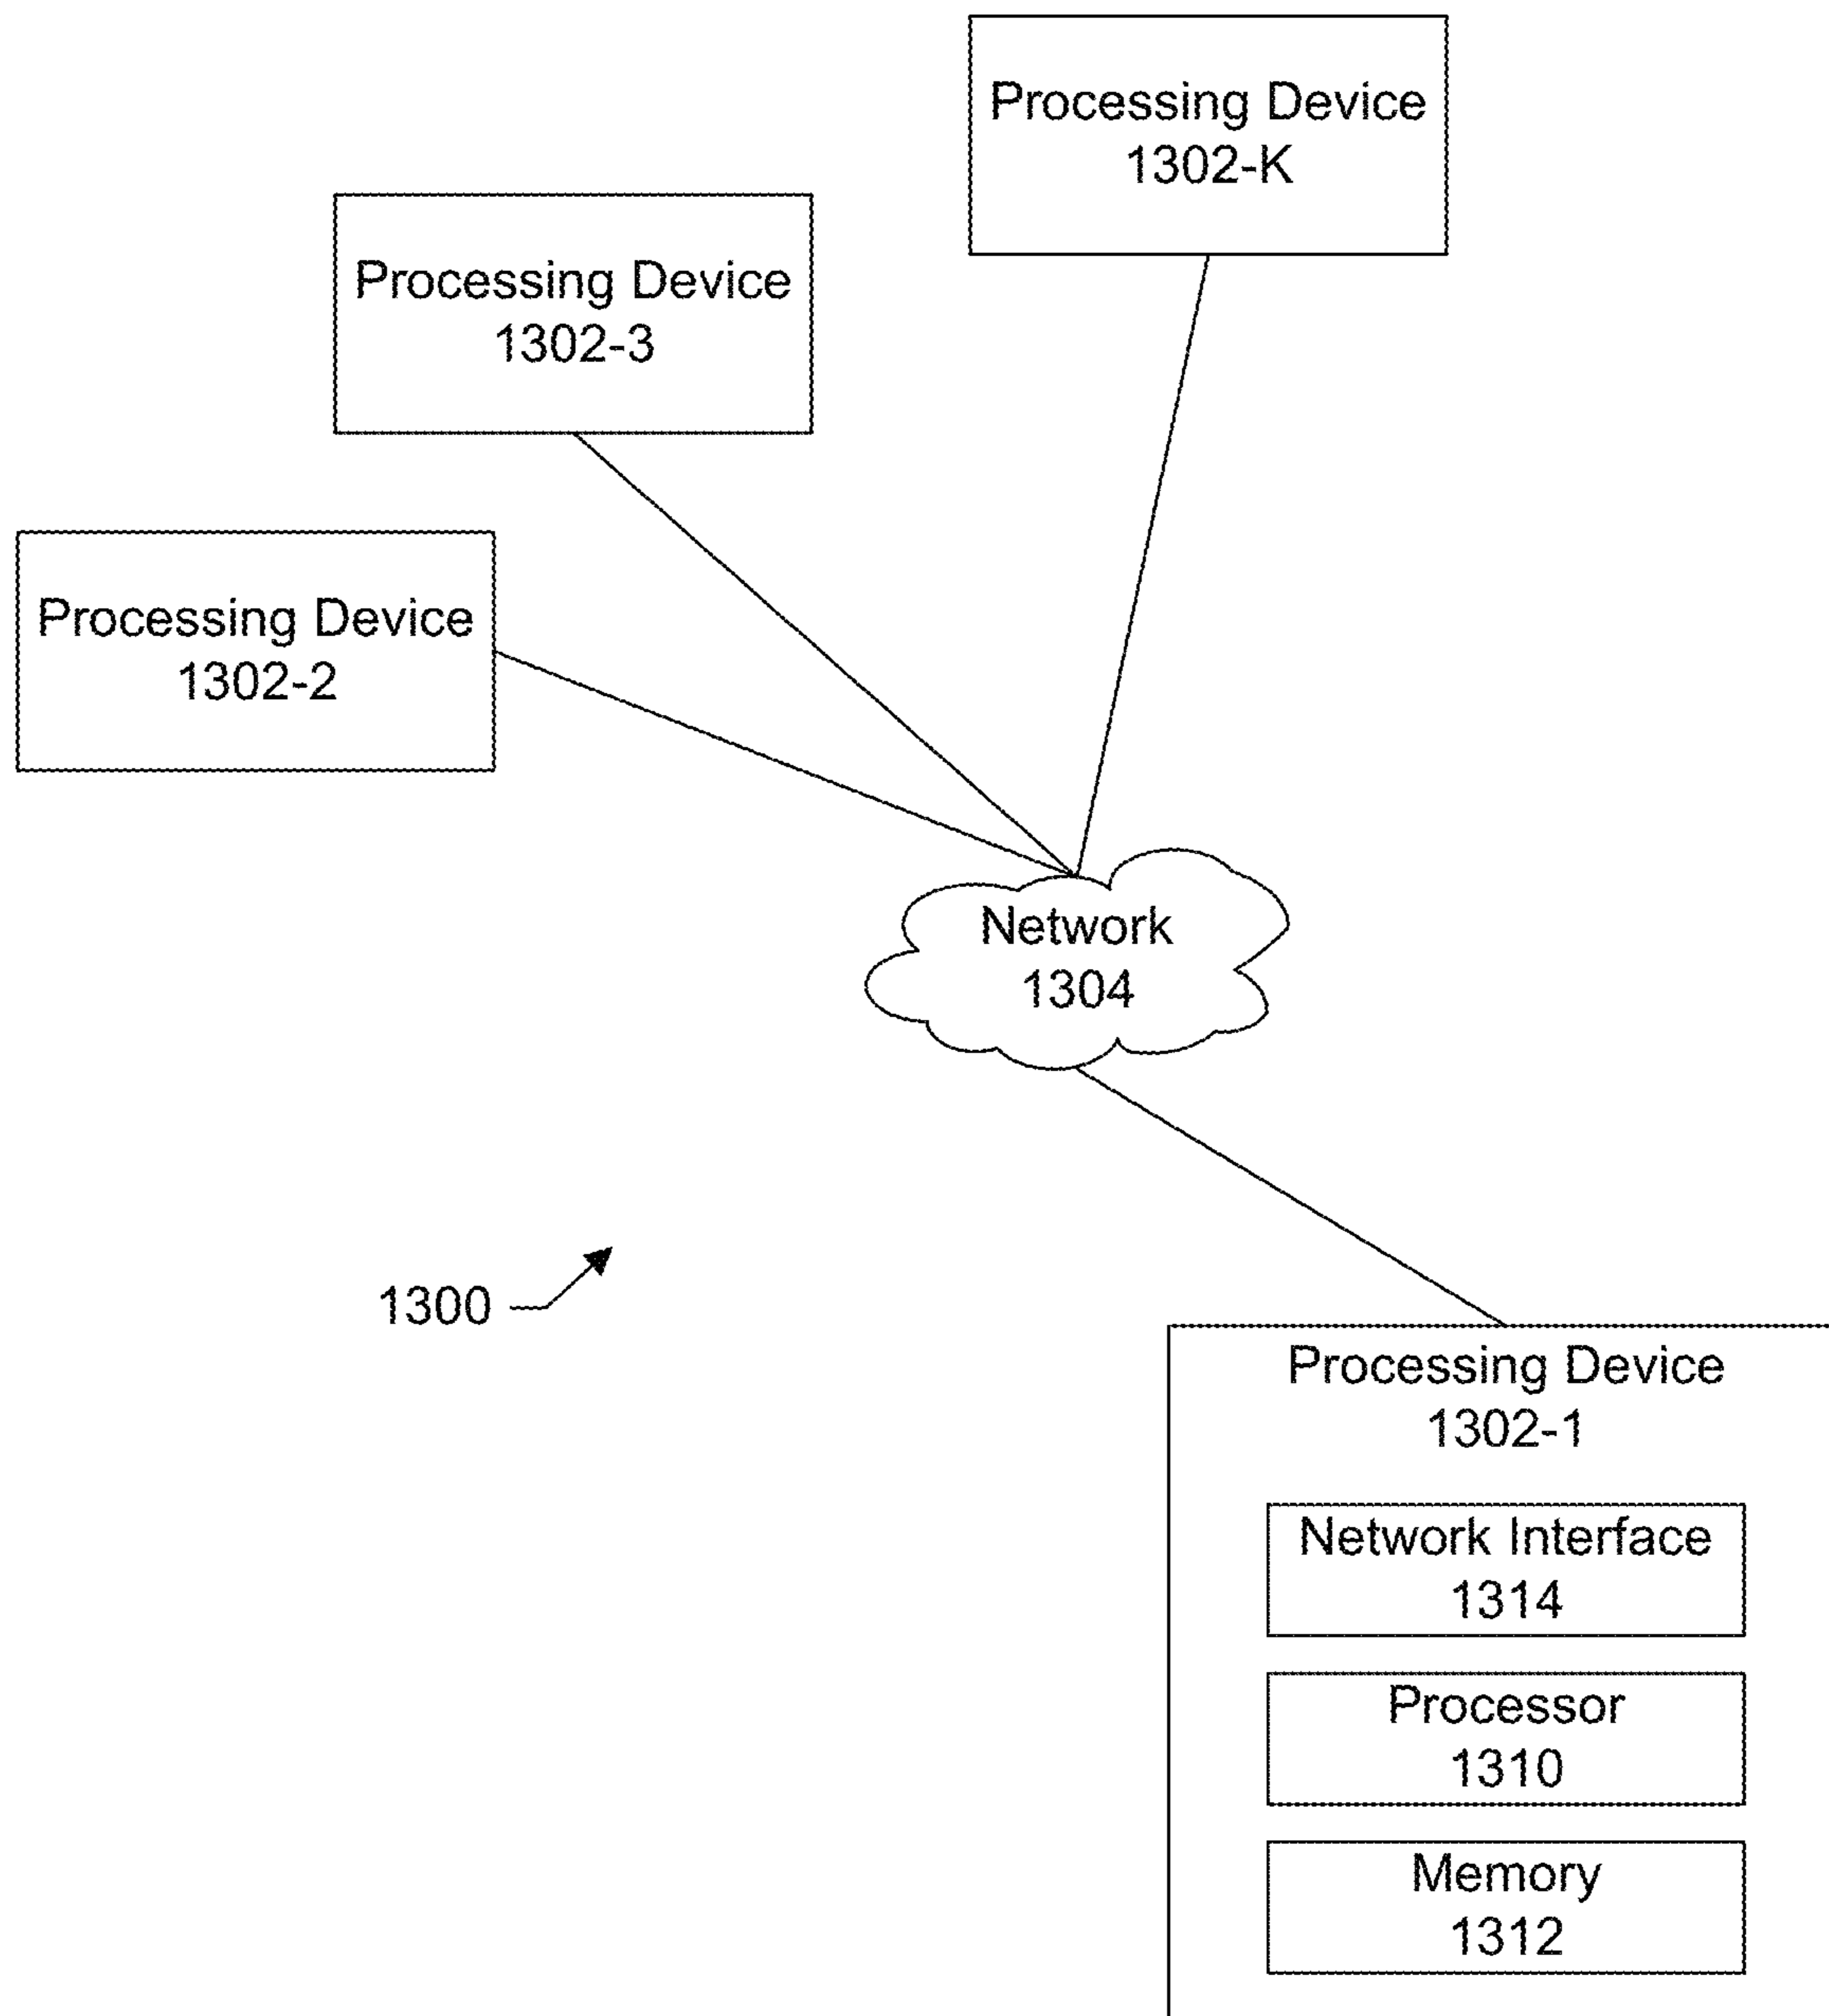 Processing Device
1302-K
Processing Device
1302-3
Processing Device
1302-2
Network
1304
1300
Processing Device
1302-1
Network Interface
1314
Processor
1310
Memory
1312